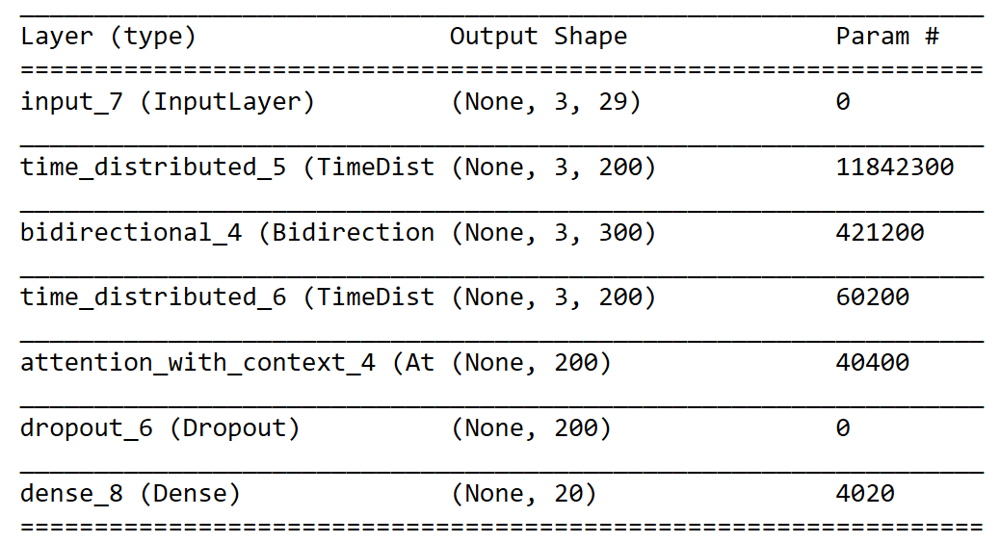 _________________________________________________________________
Layer (type)                 Output Shape              Param #
=================================================================
input_7 (InputLayer)         (None, 3, 29)             0
_________________________________________________________________
time_distributed_5 (TimeDist (None, 3, 200)            11842300
_________________________________________________________________
bidirectional_4 (Bidirection (None, 3, 300)            421200
_________________________________________________________________
time_distributed_6 (TimeDist (None, 3, 200)            60200
_________________________________________________________________
attention_with_context_4 (At (None, 200)               40400
_________________________________________________________________
dropout_6 (Dropout)          (None, 200)               0
_________________________________________________________________
dense_8 (Dense)              (None, 20)                4020
=================================================================